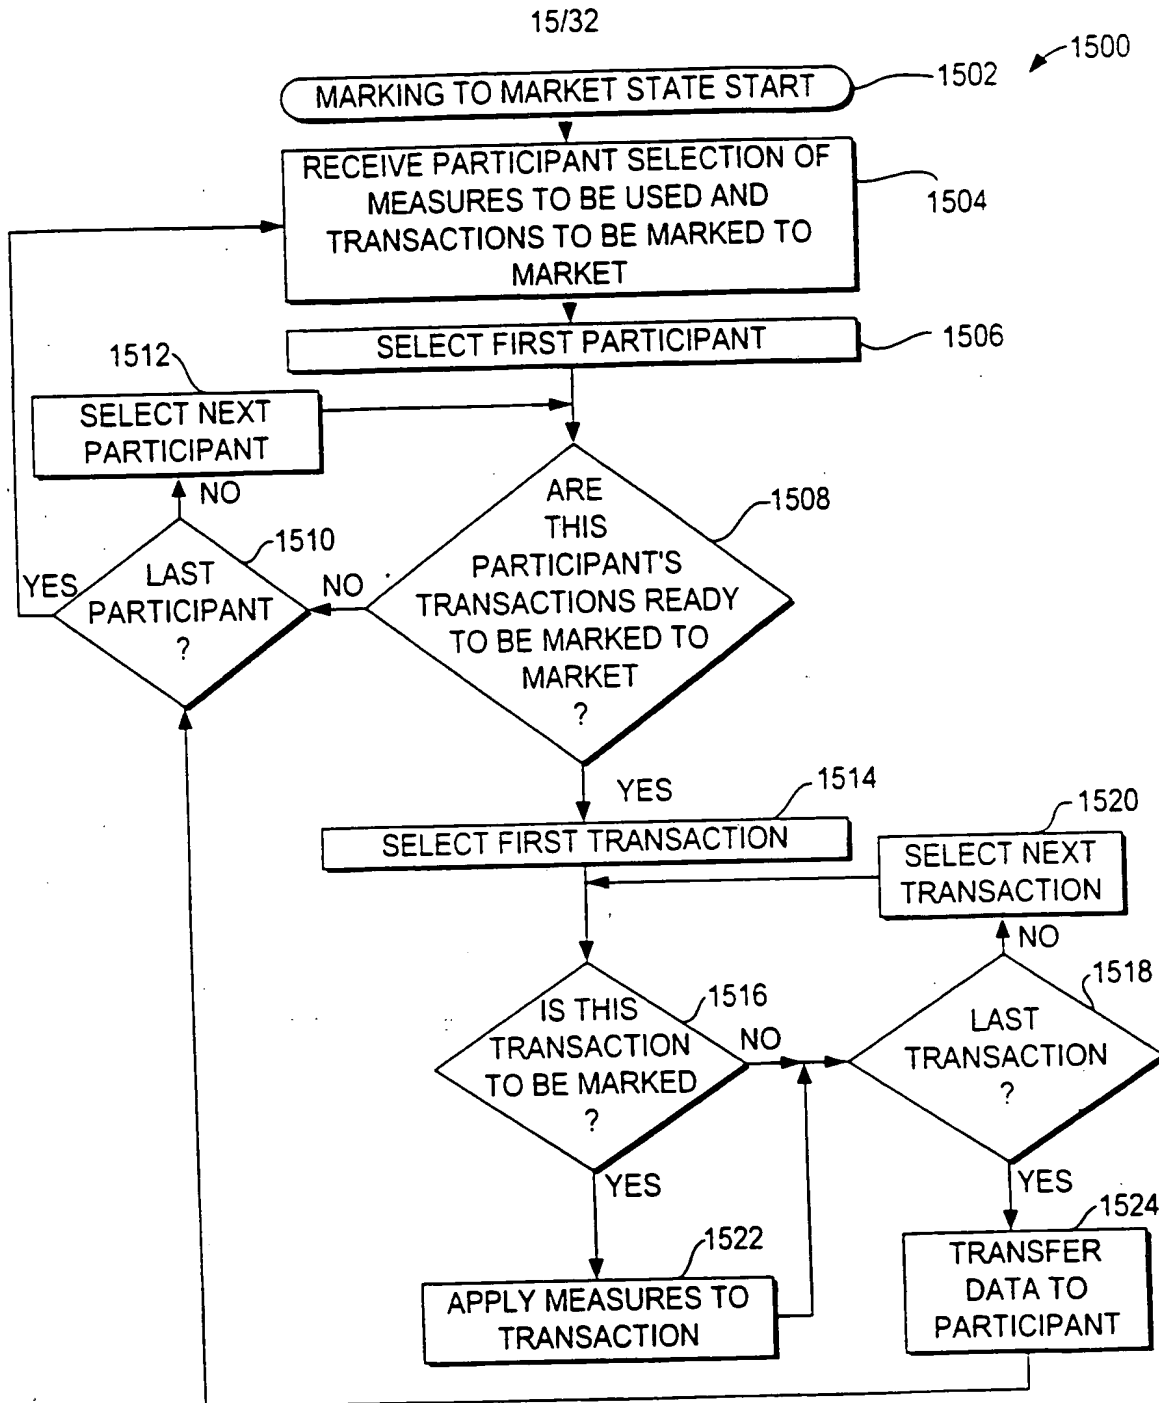 15/32
1500
MARKING TO MARKET STATE START
1502
RECEIVE PARTICIPANT SELECTION OF
MEASURES TO BE USED AND
TRANSACTIONS TO BE MARKED TO
MARKET
1504
SELECT FIRST PARTICIPANT
1506
1512
SELECT NEXT
PARTICIPANT
NO
1510
YES
LAST
PARTICIPANT
?
NO
ARE
THIS
PARTICIPANT'S
TRANSACTIONS READY
TO BE MARKED TO
MARKET
?
1508
YES
1514
SELECT FIRST TRANSACTION
1520
SELECT NEXT
TRANSACTION
NO
IS THIS
TRANSACTION
TO BE MARKED
?
1516
NO
1518
LAST
TRANSACTION
?
YES
YES
1522
APPLY MEASURES TO
TRANSACTION
1524
TRANSFER
DATA TO
PARTICIPANT